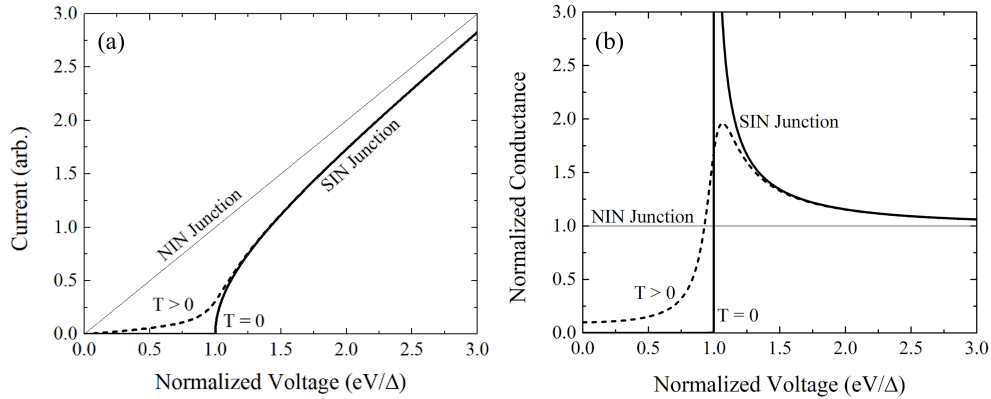 (a)
Current (arb.)
3.0
2.5
2.0
1.5
1.0
0.5
0.0
NIN Junction
SIN Junction
T > 0
T = 0
0.0 0.5 1.0 1.5 2.0 2.5 3.0
Normalized Voltage (eV/Δ)
(b)
Normalized Conductance
3.0
2.5
2.0
1.5
1.0
0.5
0.0
SIN Junction
NIN Junction
T > 0
T = 0
0.0 0.5 1.0 1.5 2.0 2.5 3.0
Normalized Voltage (eV/Δ)